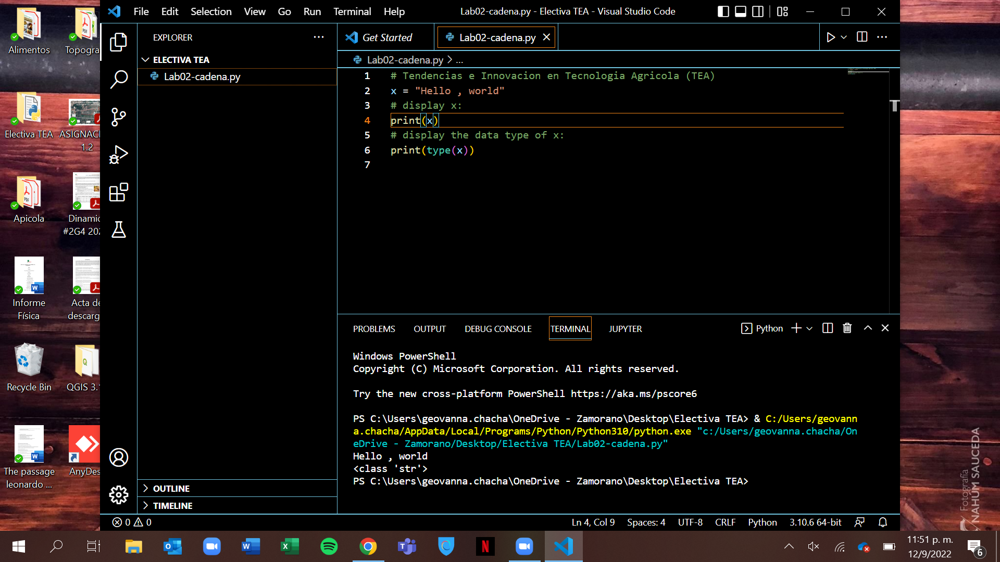 File Edit Selection View Go Run Terminal Help
Lab02-cadena.py - Electiva TEA - Visual Studio Code
Alimentos
Topogra
Electiva TEA
ASIGNAC
1.2
Apicola
Dinamic
#2G4 202
Informe
Física
Acta de
descarg
Recycle Bin
QGIS 3.
The passage
leonardo ...
AnyDes
EXPLORER
ELECTIVA TEA
Lab02-cadena.py
OUTLINE
TIMELINE
Get Started
Lab02-cadena.py
Lab02-cadena.py > ...
1 # Tendencias e Innovacion en Tecnologia Agricola (TEA)
2 x = "Hello , world"
3 # display x:
4 print(x)
5 # display the data type of x:
6 print(type(x))
7
PROBLEMS OUTPUT DEBUG CONSOLE TERMINAL JUPYTER
Python
Windows PowerShell
Copyright (C) Microsoft Corporation. All rights reserved.
Try the new cross-platform PowerShell https://aka.ms/pscore6
PS C:\Users\geovanna.chacha\OneDrive - Zamorano\Desktop\Electiva TEA> & C:/Users/geovann
a.chacha/AppData/Local/Programs/Python/Python310/python.exe "c:/Users/geovanna.chacha/On
eDrive - Zamorano/Desktop/Electiva TEA/Lab02-cadena.py"
Hello , world
<class 'str'>
PS C:\Users\geovanna.chacha\OneDrive - Zamorano\Desktop\Electiva TEA>
0 0
Ln 4, Col 9 Spaces: 4 UTF-8 CRLF Python 3.10.6 64-bit
Fotografía
NAHÚM SAUCEDA
11:51 p. m.
12/9/2022
6